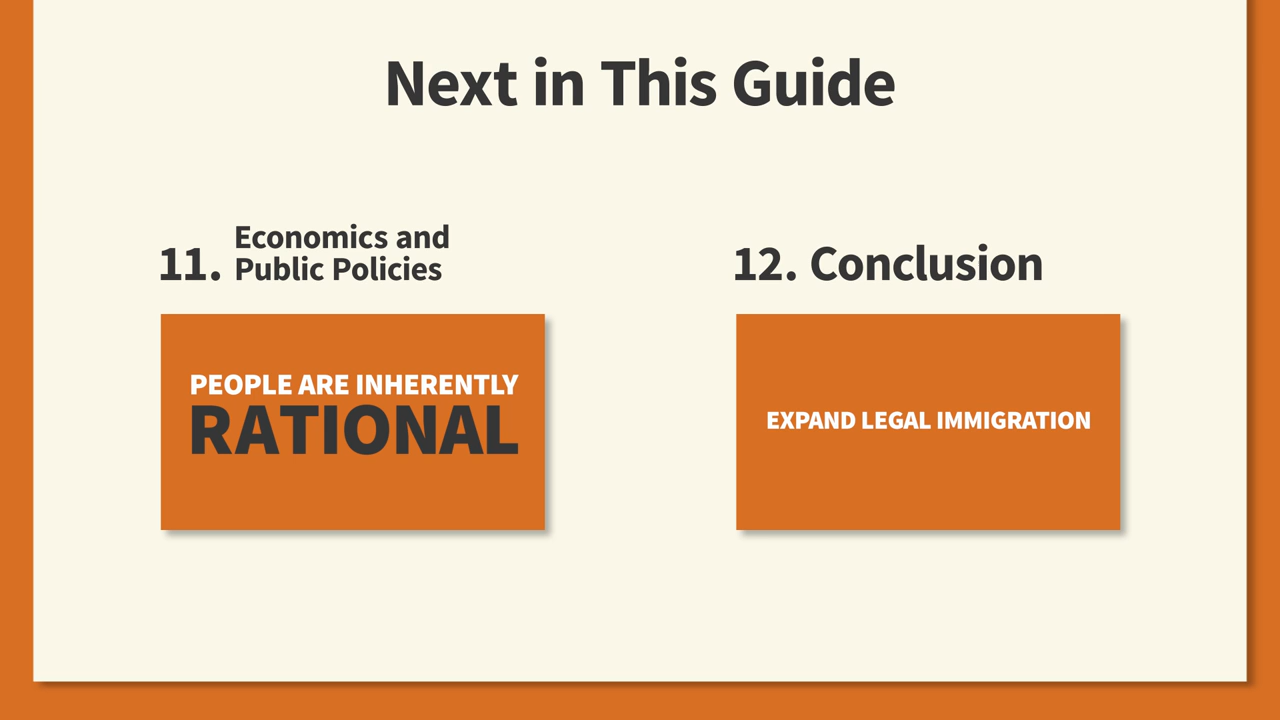 Next in This Guide
11. Economics and
Public Policies
PEOPLE ARE INHERENTLY
RATIONAL
12. Conclusion
EXPAND LEGAL IMMIGRATION